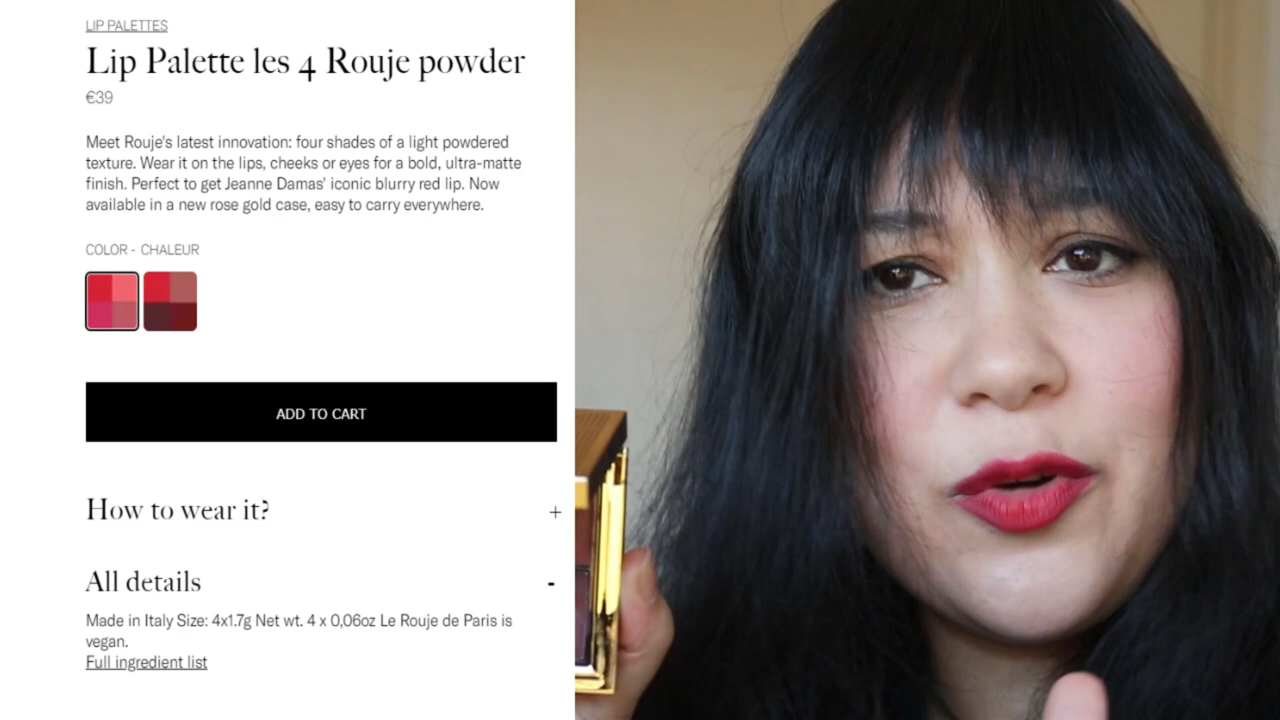 LIP PALETTES
Lip Palette les 4 Rouje powder
€39
Meet Rouje's latest innovation: four shades of a light powdered
texture. Wear it on the lips, cheeks or eyes for a bold, ultra-matte
finish. Perfect to get Jeanne Damas' iconic blurry red lip. Now
available in a new rose gold case, easy to carry everywhere.
COLOR - CHALEUR
ADD TO CART
How to wear it? +
All details -
Made in Italy Size: 4x1.7g Net wt. 4 x 0,06oz Le Rouje de Paris is
vegan.
Full ingredient list